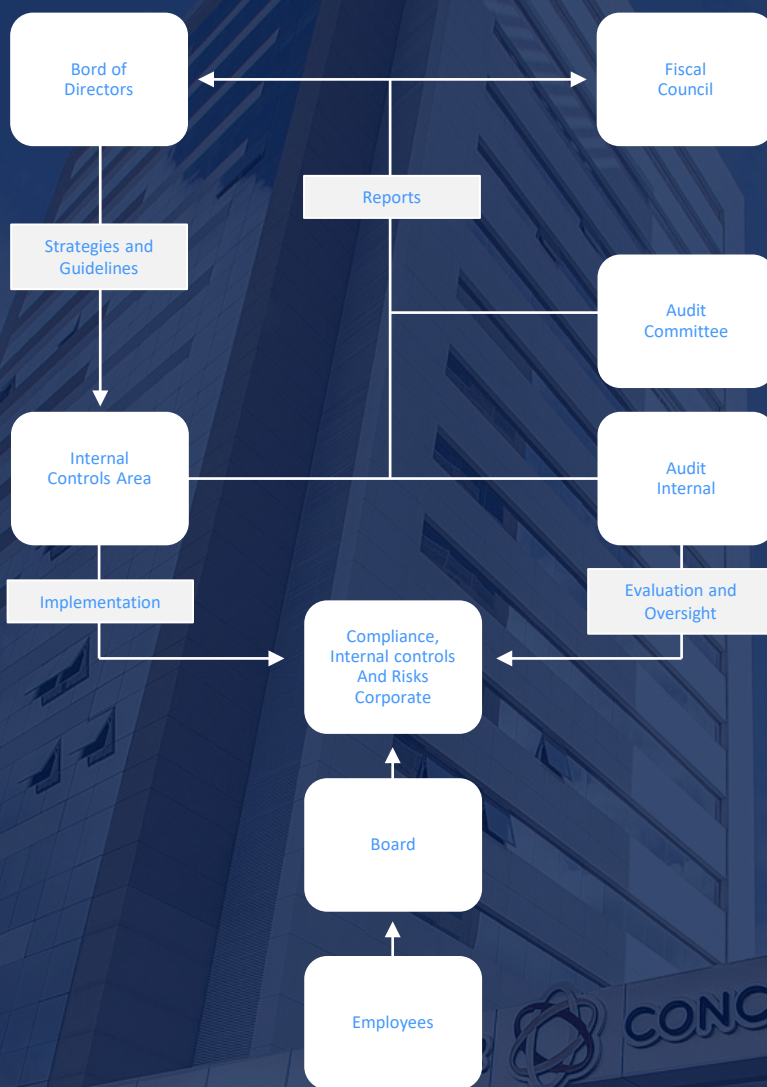 Bord of
Directors
Fiscal
Council
Reports
Strategies and
Guidelines
Audit
Committee
Internal
Controls Area
Audit
Internal
Implementation
Evaluation and
Oversight
Compliance,
Internal controls
And Risks
Corporate
Board
Employees
CONC